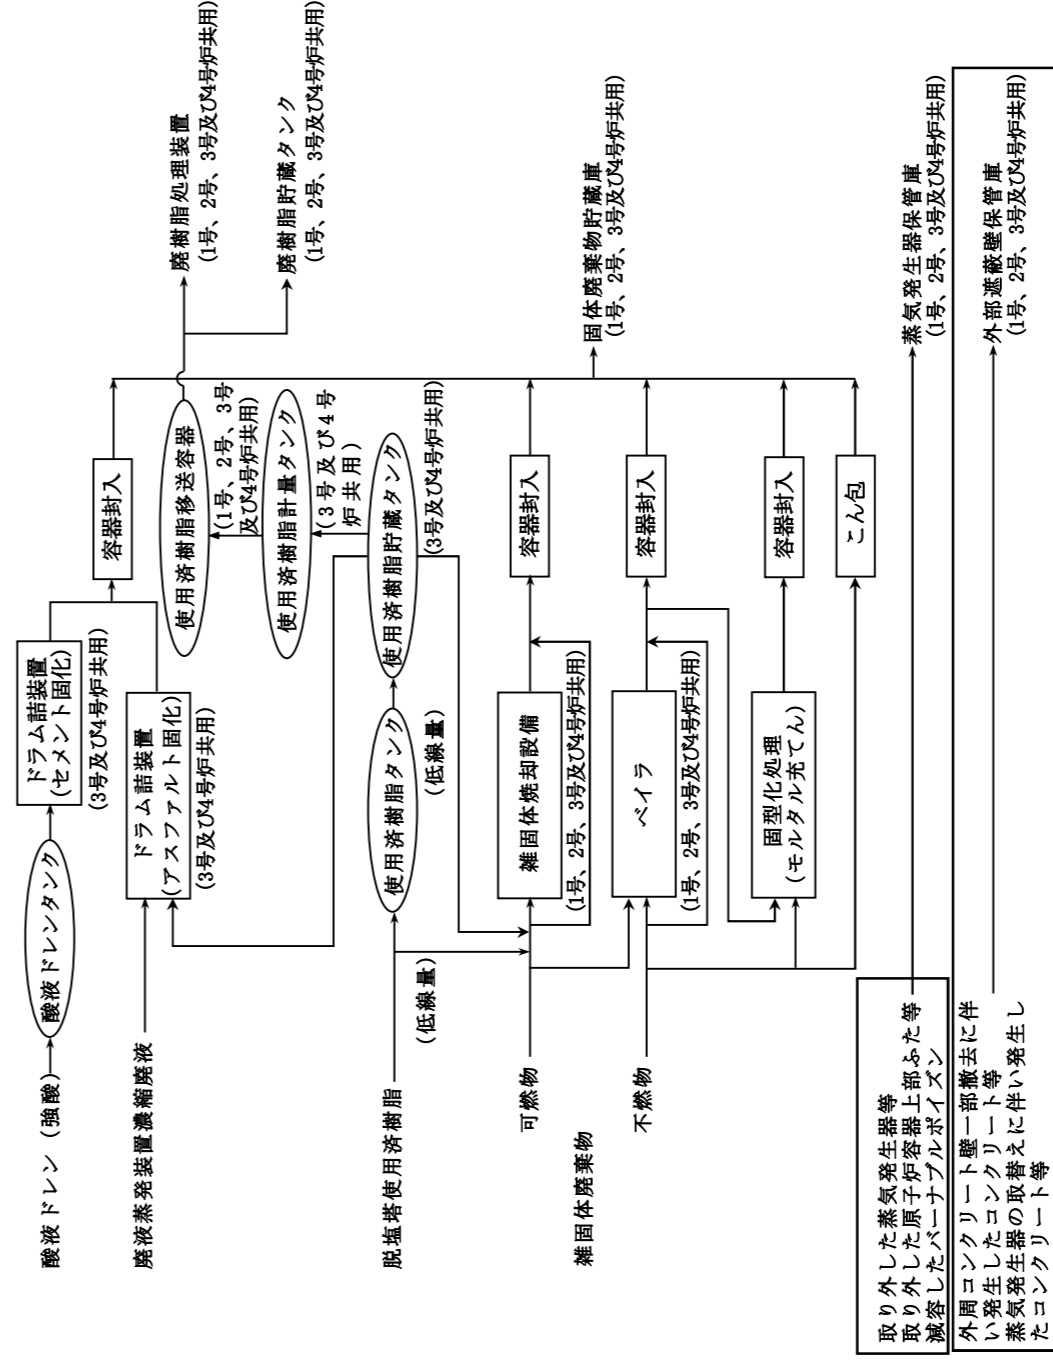 酸液ドレン（強酸）
酸液ドレンタンク
ドラム詰装置
(セメント固化)
(3号及び4号炉共用)
廃液蒸発装置濃縮廃液
ドラム詰装置
(アスファルト固化)
(3号及び4号炉共用)
容器封入
使用済樹脂移送容器
(1号、2号、3号
及び4号炉共用)
廃樹脂処理装置
(1号、2号、3号及び4号炉共用)
使用済樹脂計量タンク
(3号及び4号
炉共用)
廃樹脂貯蔵タンク
(1号、2号、3号及び4号炉共用)
脱塩塔使用済樹脂
使用済樹脂タンク
使用済樹脂貯蔵タンク
(3号及び4号炉共用)
(低線量)
(低線量)
雑固体廃棄物
可燃物
雑固体焼却設備
(1号、2号、3号及び4号炉共用)
容器封入
固体廃棄物貯蔵庫
(1号、2号、3号及び4号炉共用)
不燃物
ベイラ
(1号、2号、3号及び4号炉共用)
容器封入
固型化処理
(モルタル充てん)
容器封入
こん包
取り外した蒸気発生器等
取り外した原子炉容器上部ふた等
減容したバーナブルポイズン
蒸気発生器保管庫
(1号、2号、3号及び4号炉共用)
外周コンクリート壁一部撤去に伴
い発生したコンクリート等
蒸気発生器の取替えに伴い発生し
たコンクリート等
外部遮蔽壁保管庫
(1号、2号、3号及び4号炉共用)